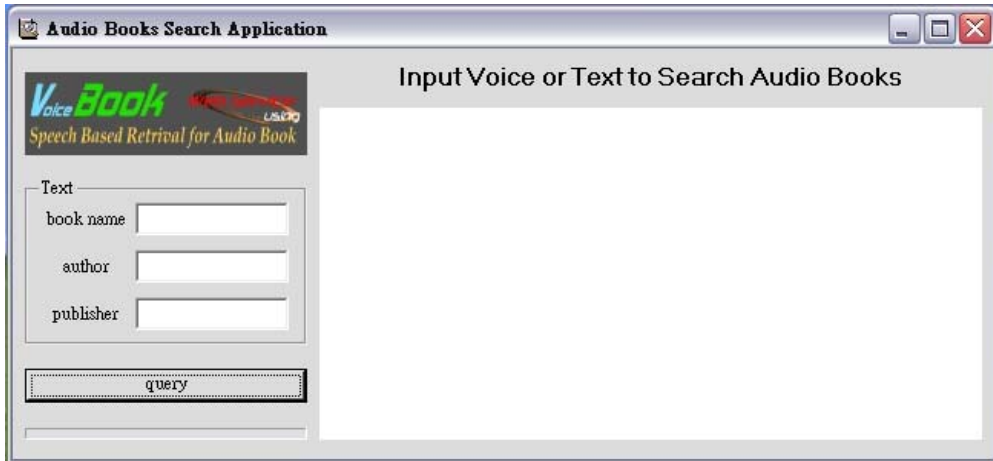 Audio Books Search Application
Input Voice or Text to Search Audio Books
Voice Book
using
Speech Based Retrival for Audio Book
Text
book name
author
publisher
query